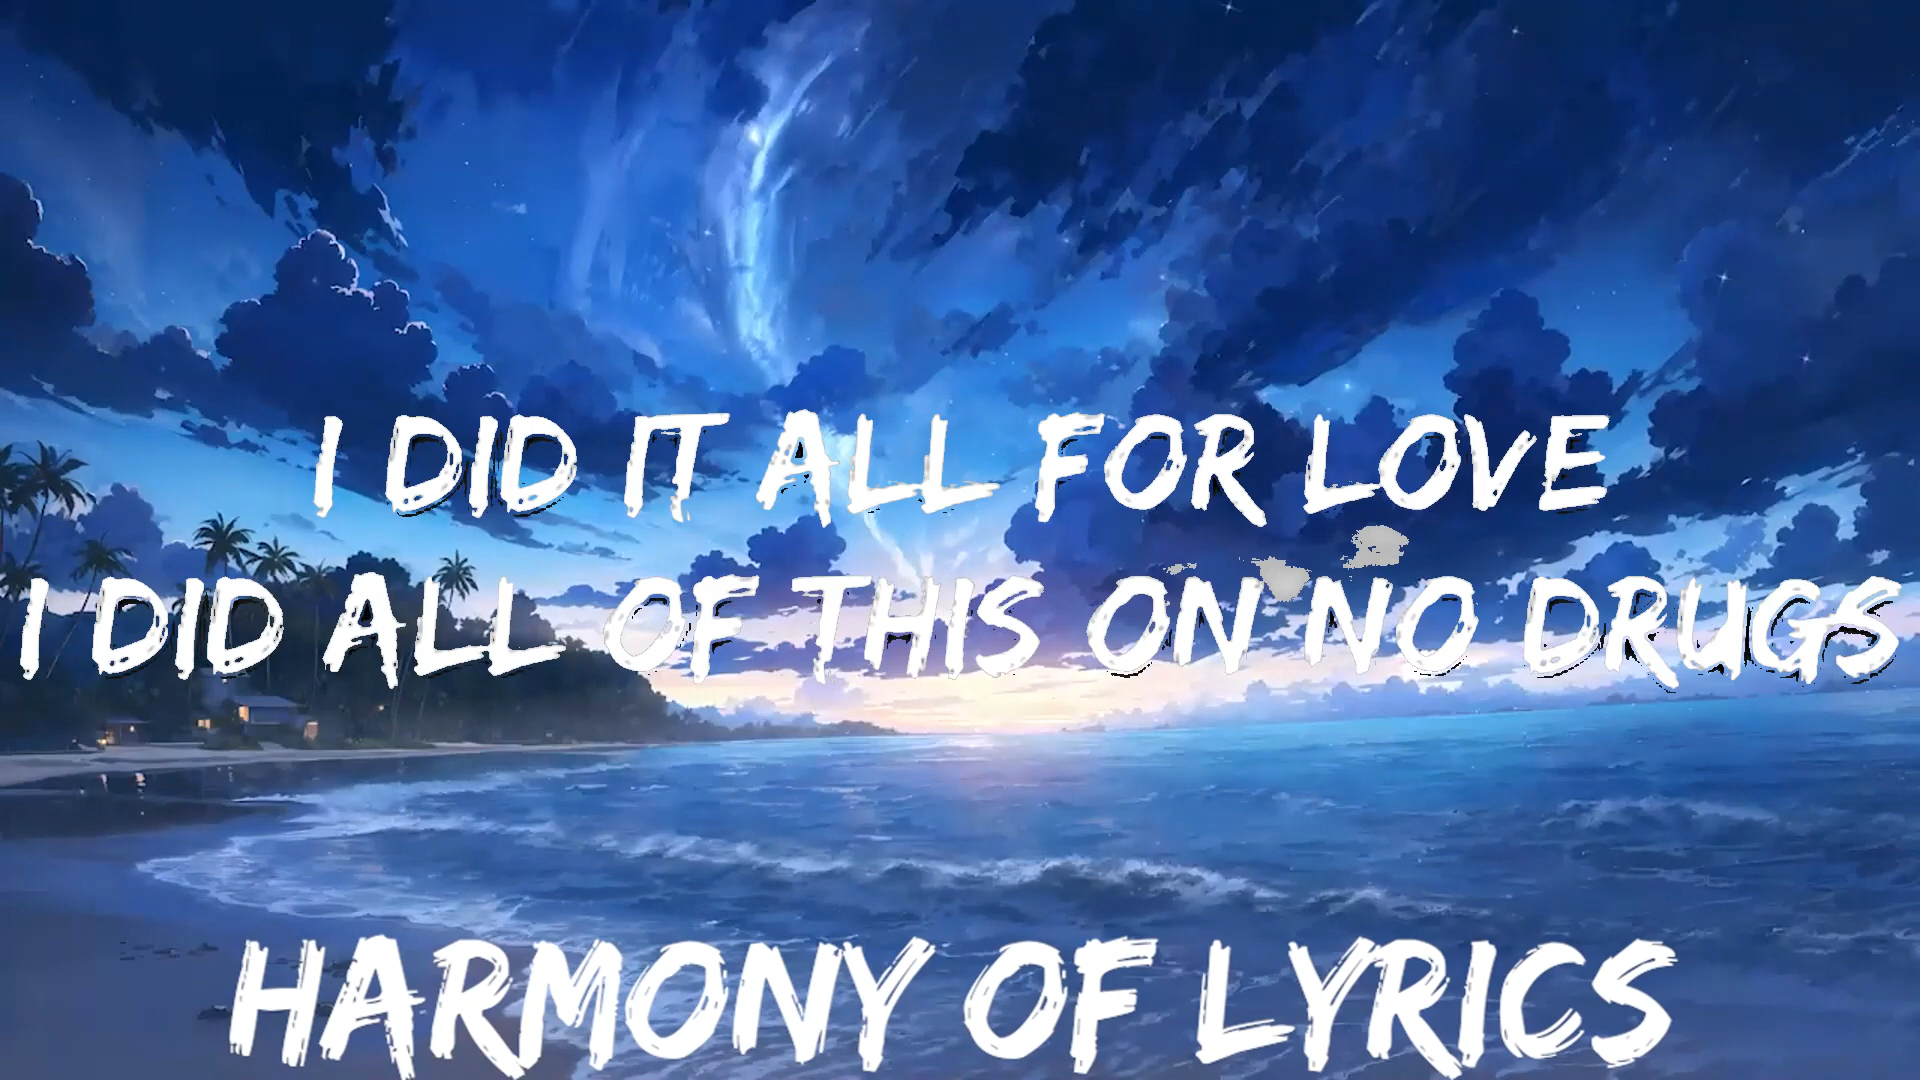 I DID IT ALL FOR LOVE
I DID ALL OF THIS ON NO DRUGS
HARMONY OF LYRICS